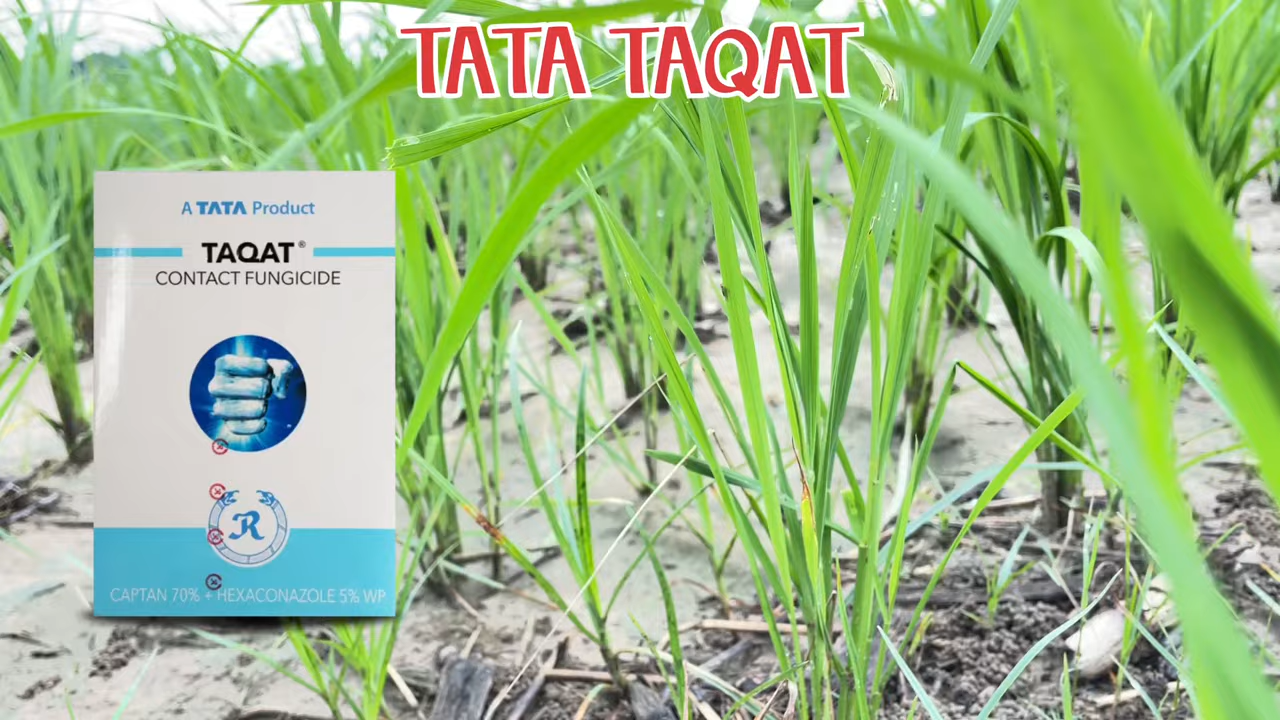 TATA TAQAT
A TATA Product
TAQAT®
CONTACT FUNGICIDE
R
CAPTAN 70% + HEXACONAZOLE 5% WP